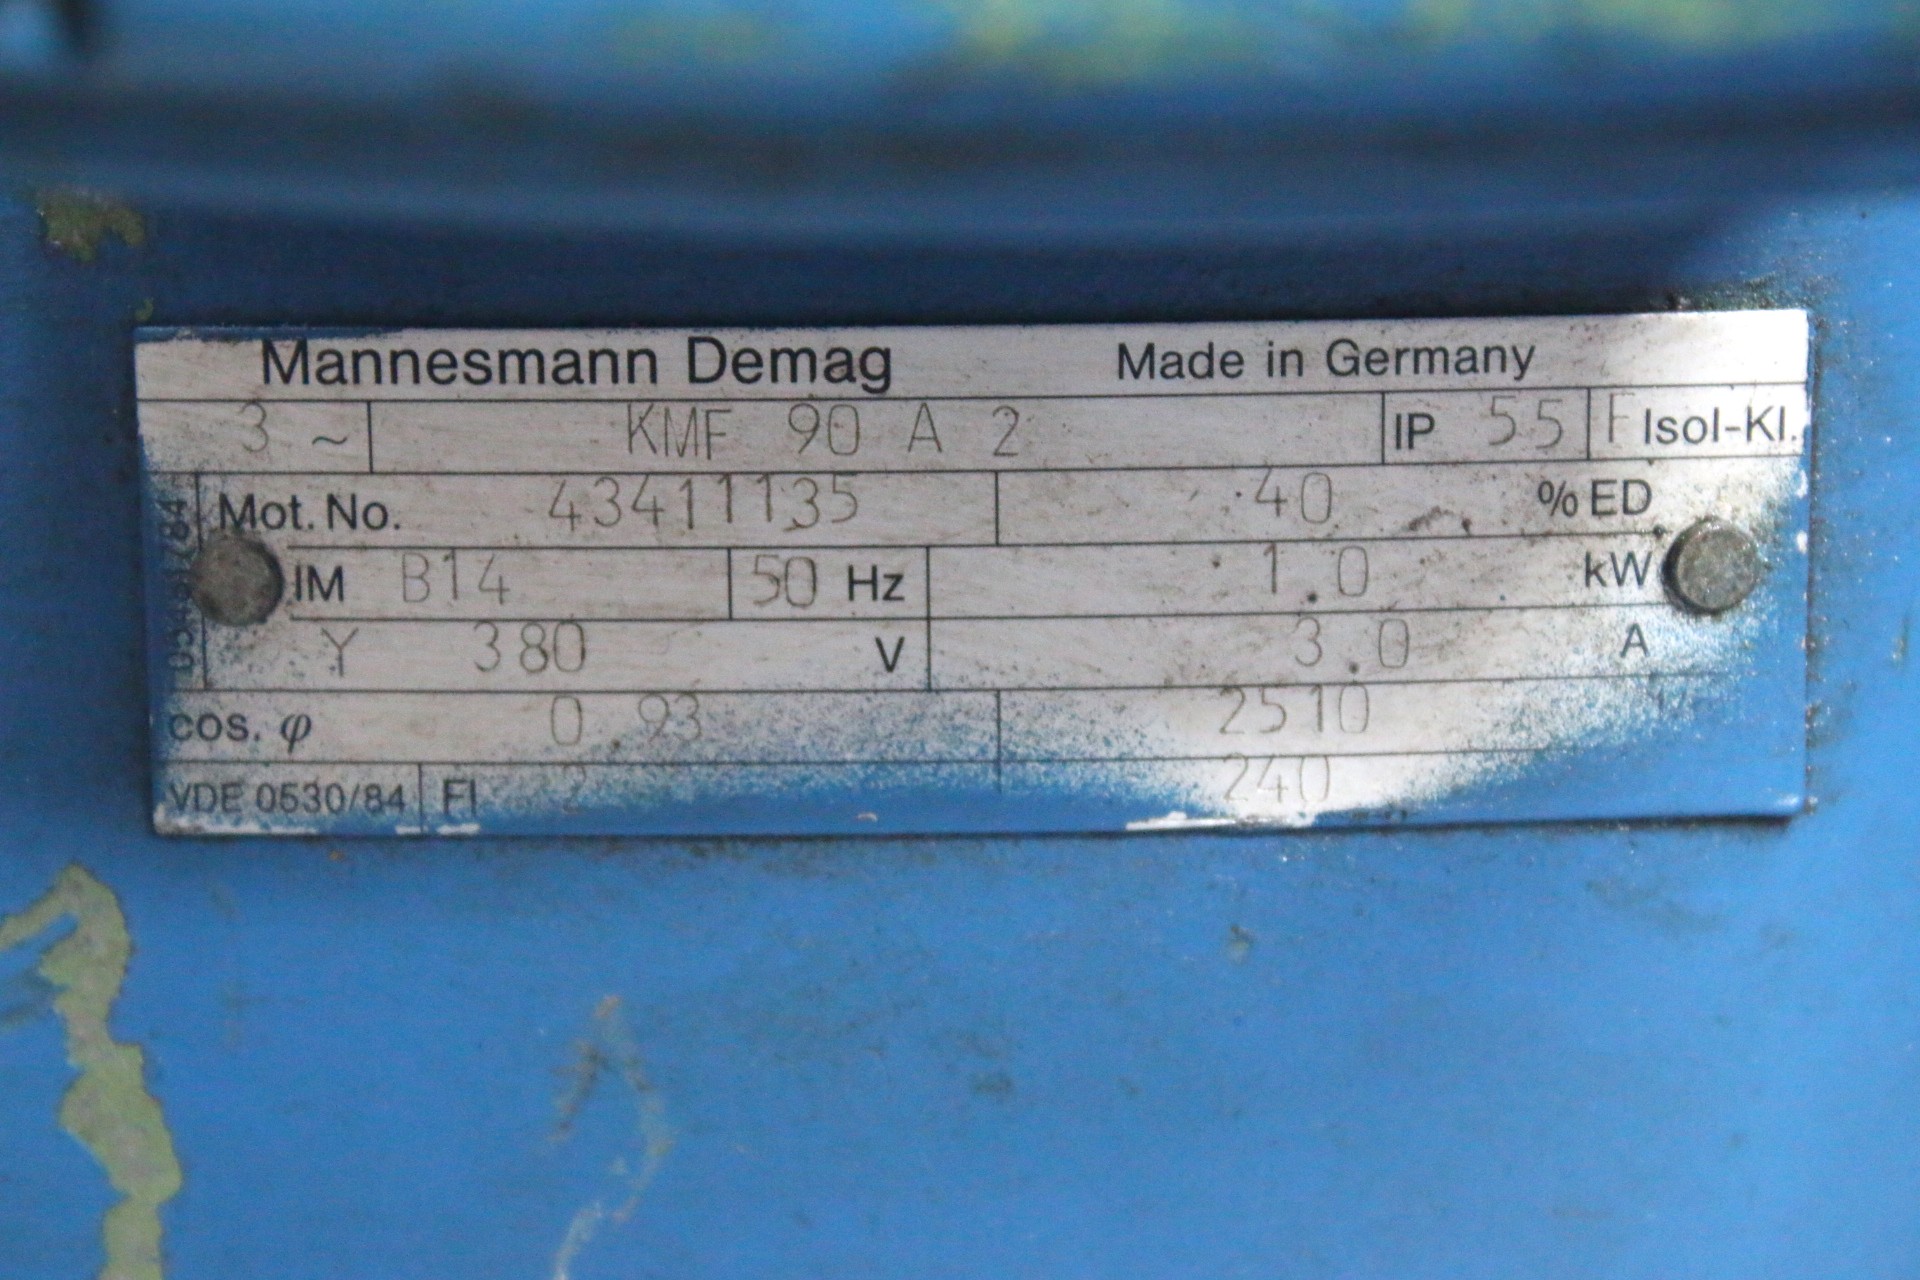 Mannesmann Demag Made in Germany
3 ~ KMF 90 A 2 IP 55 F Isol-Kl.
Mot. No. 43411135 40 % ED
IM B14 50 Hz 1.0 kW
Y 380 V 3.0 A
cos. φ 0.93 2510
VDE 0530/84 FI 2 240